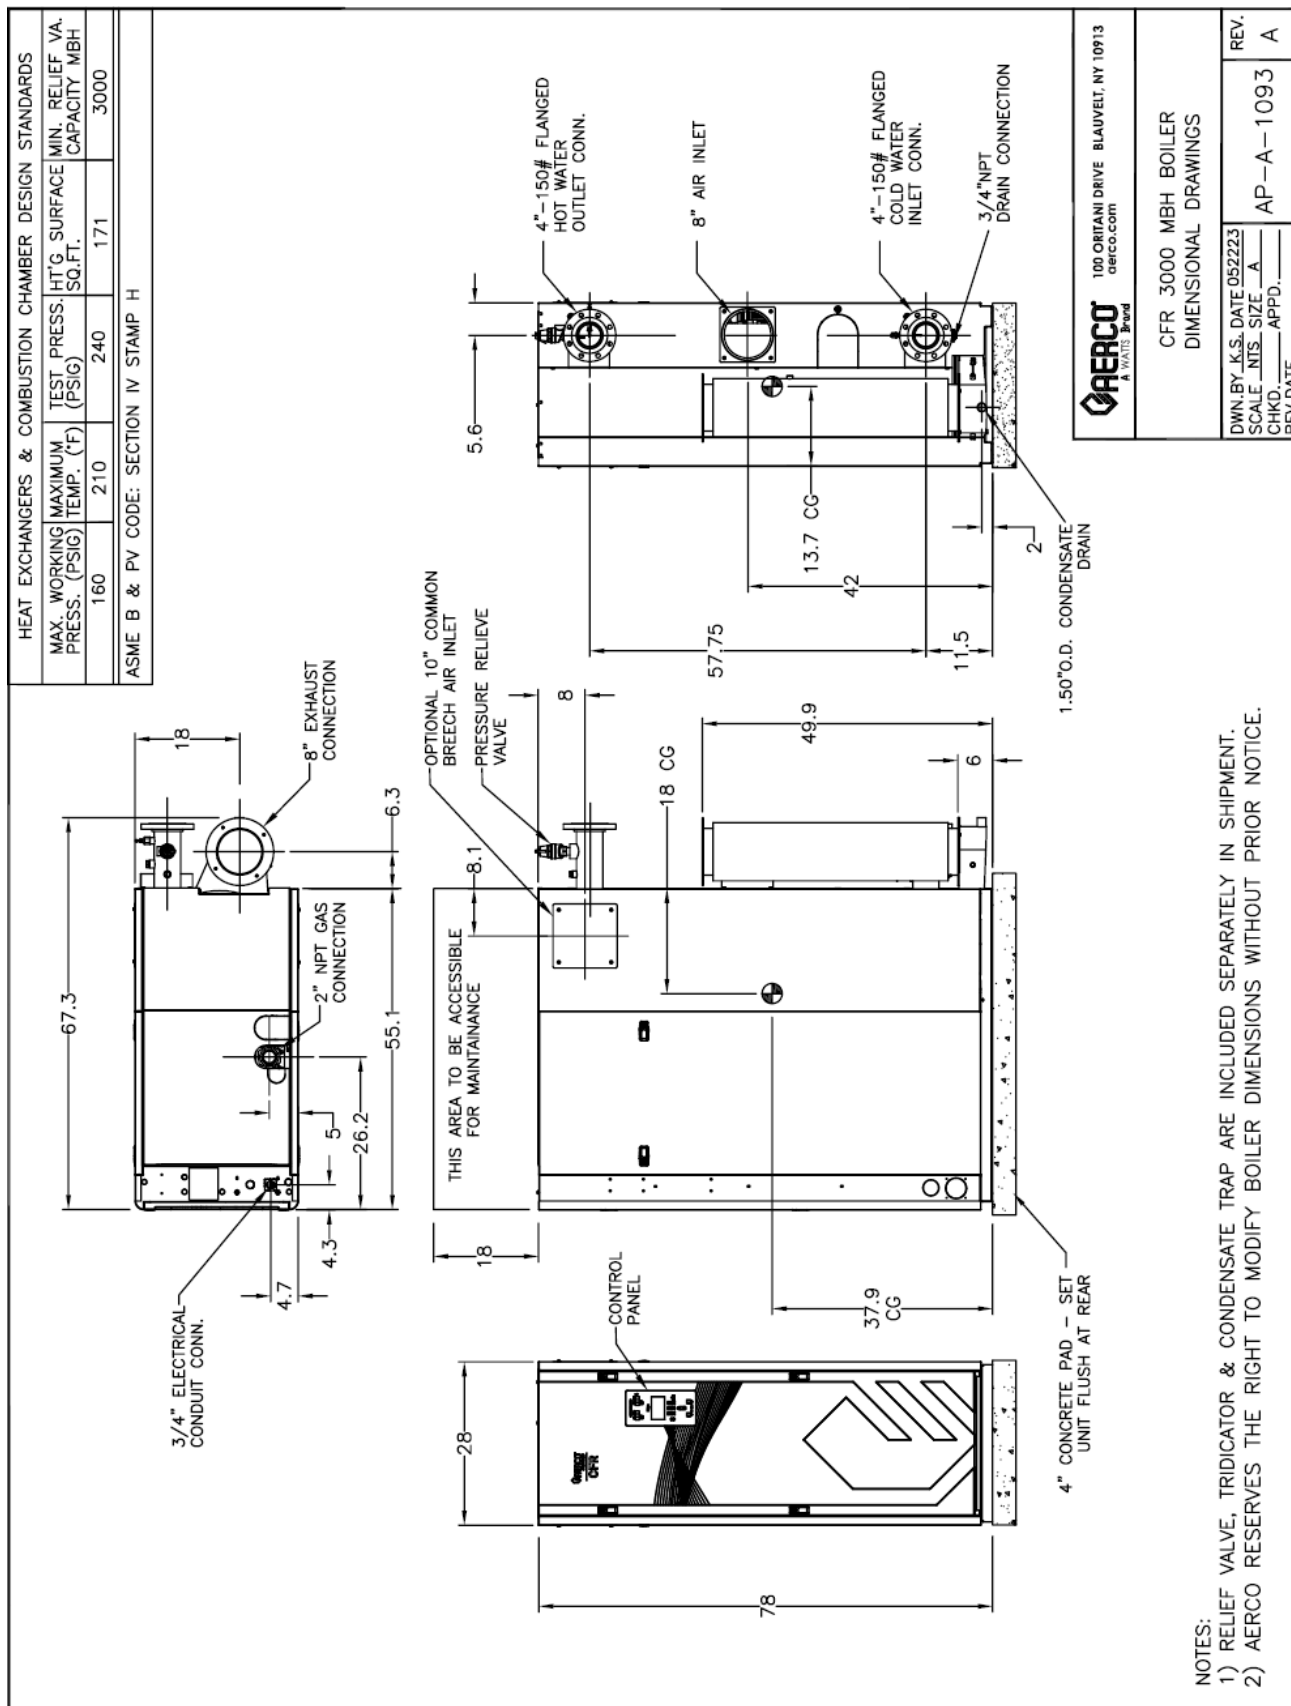 HEAT EXCHANGERS & COMBUSTION CHAMBER DESIGN STANDARDS
MAX. WORKING PRESS. (PSIG)
MAXIMUM TEMP. (°F)
TEST PRESS. (PSIG)
HT'G SURFACE SQ.FT.
MIN. RELIEF VA. CAPACITY MBH
160 210 240 171 3000
ASME B & PV CODE: SECTION IV STAMP H
67.3
18
8" EXHAUST
CONNECTION
6.3
2" NPT GAS
CONNECTION
55.1
5
26.2
4.3
4.7
3/4" ELECTRICAL
CONDUIT CONN.
OPTIONAL 10" COMMON
BREECH AIR INLET
PRESSURE RELIEVE
VALVE
8
8.1
THIS AREA TO BE ACCESSIBLE
FOR MAINTAINANCE
18
18 CG
49.9
6
37.9
CG
4" CONCRETE PAD - SET
UNIT FLUSH AT REAR
28
CONTROL
PANEL
AERCO
CFR
78
5.6
4"-150# FLANGED
HOT WATER
OUTLET CONN.
8" AIR INLET
4"-150# FLANGED
COLD WATER
INLET CONN.
3/4"NPT
DRAIN CONNECTION
13.7 CG
42
57.75
11.5
2
1.50"O.D. CONDENSATE
DRAIN
NOTES:
1) RELIEF VALVE, TRIDICATOR & CONDENSATE TRAP ARE INCLUDED SEPARATELY IN SHIPMENT.
2) AERCO RESERVES THE RIGHT TO MODIFY BOILER DIMENSIONS WITHOUT PRIOR NOTICE.
AERCO
A WATTS Brand
100 ORITANI DRIVE BLAUVELT, NY 10913
aerco.com
CFR 3000 MBH BOILER
DIMENSIONAL DRAWINGS
DWN.BY K.S. DATE 052223
SCALE NTS SIZE A
CHKD. APPD.
REV.DATE
AP-A-1093
REV.
A